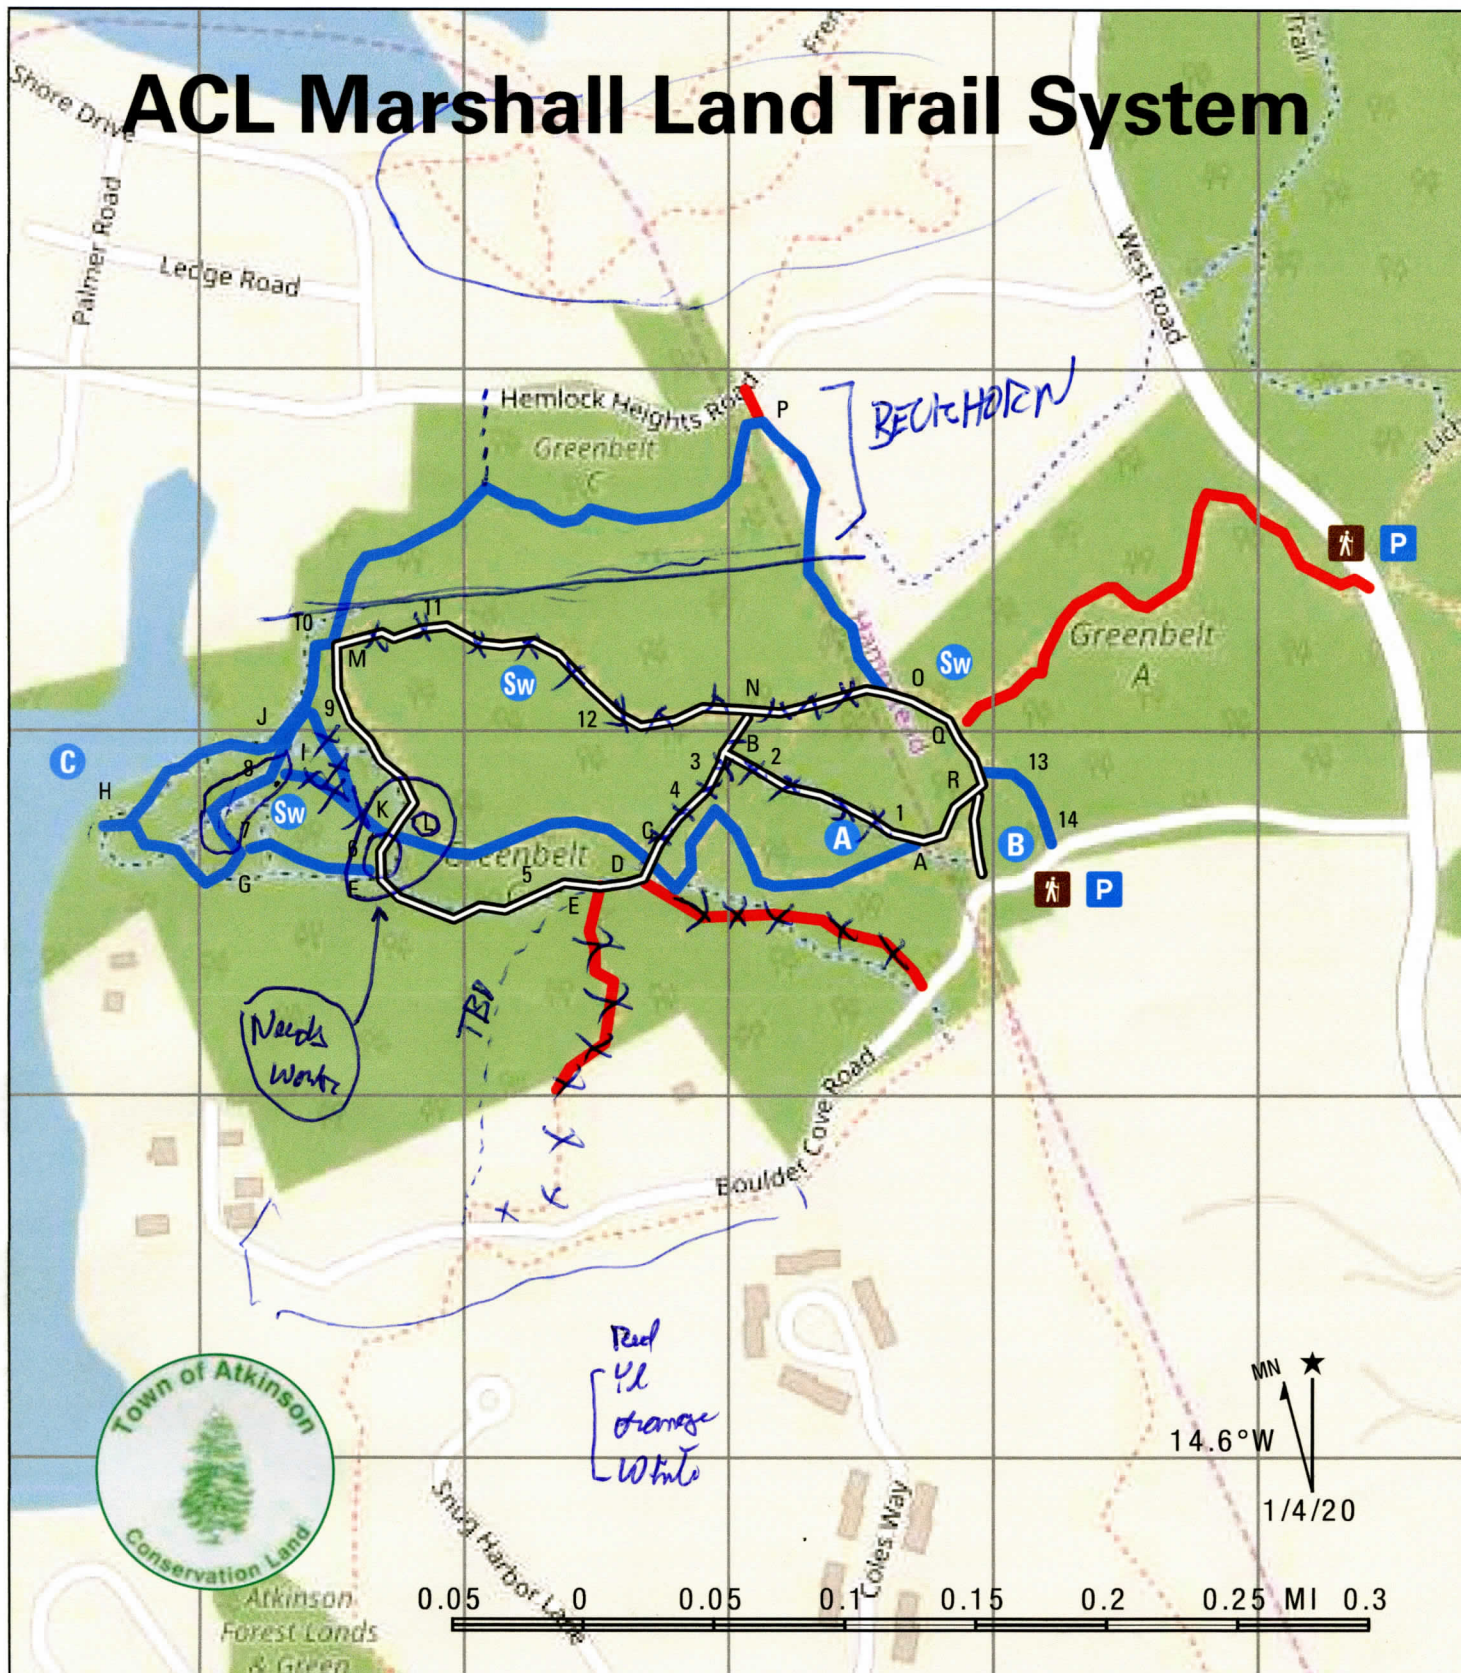 ACL Marshall Land Trail System
Shore Drive
Palmer Road
Ledge Road
Trail
West Road
Hemlock Heights Road
P
BECKHORN
Greenbelt
C
P
Greenbelt
A
10
11
M
Sw
12
N
O
Sw
Q
J
9
I
8
C
H
Sw
7
K
L
6
G
F
3
B
2
4
C
1
A
A
R
13
14
B
P
Greenbelt
D
5
E
TBD
Needs
Work
Boulder Cove Road
Red
Yl
Orange
White
Town of Atkinson
Conservation Land
Snug Harbor Lane
Coles Way
MN
14.6°W
1/4/20
Atkinson
Forest Lands
& Green
0.05 0 0.05 0.1 0.15 0.2 0.25 MI 0.3